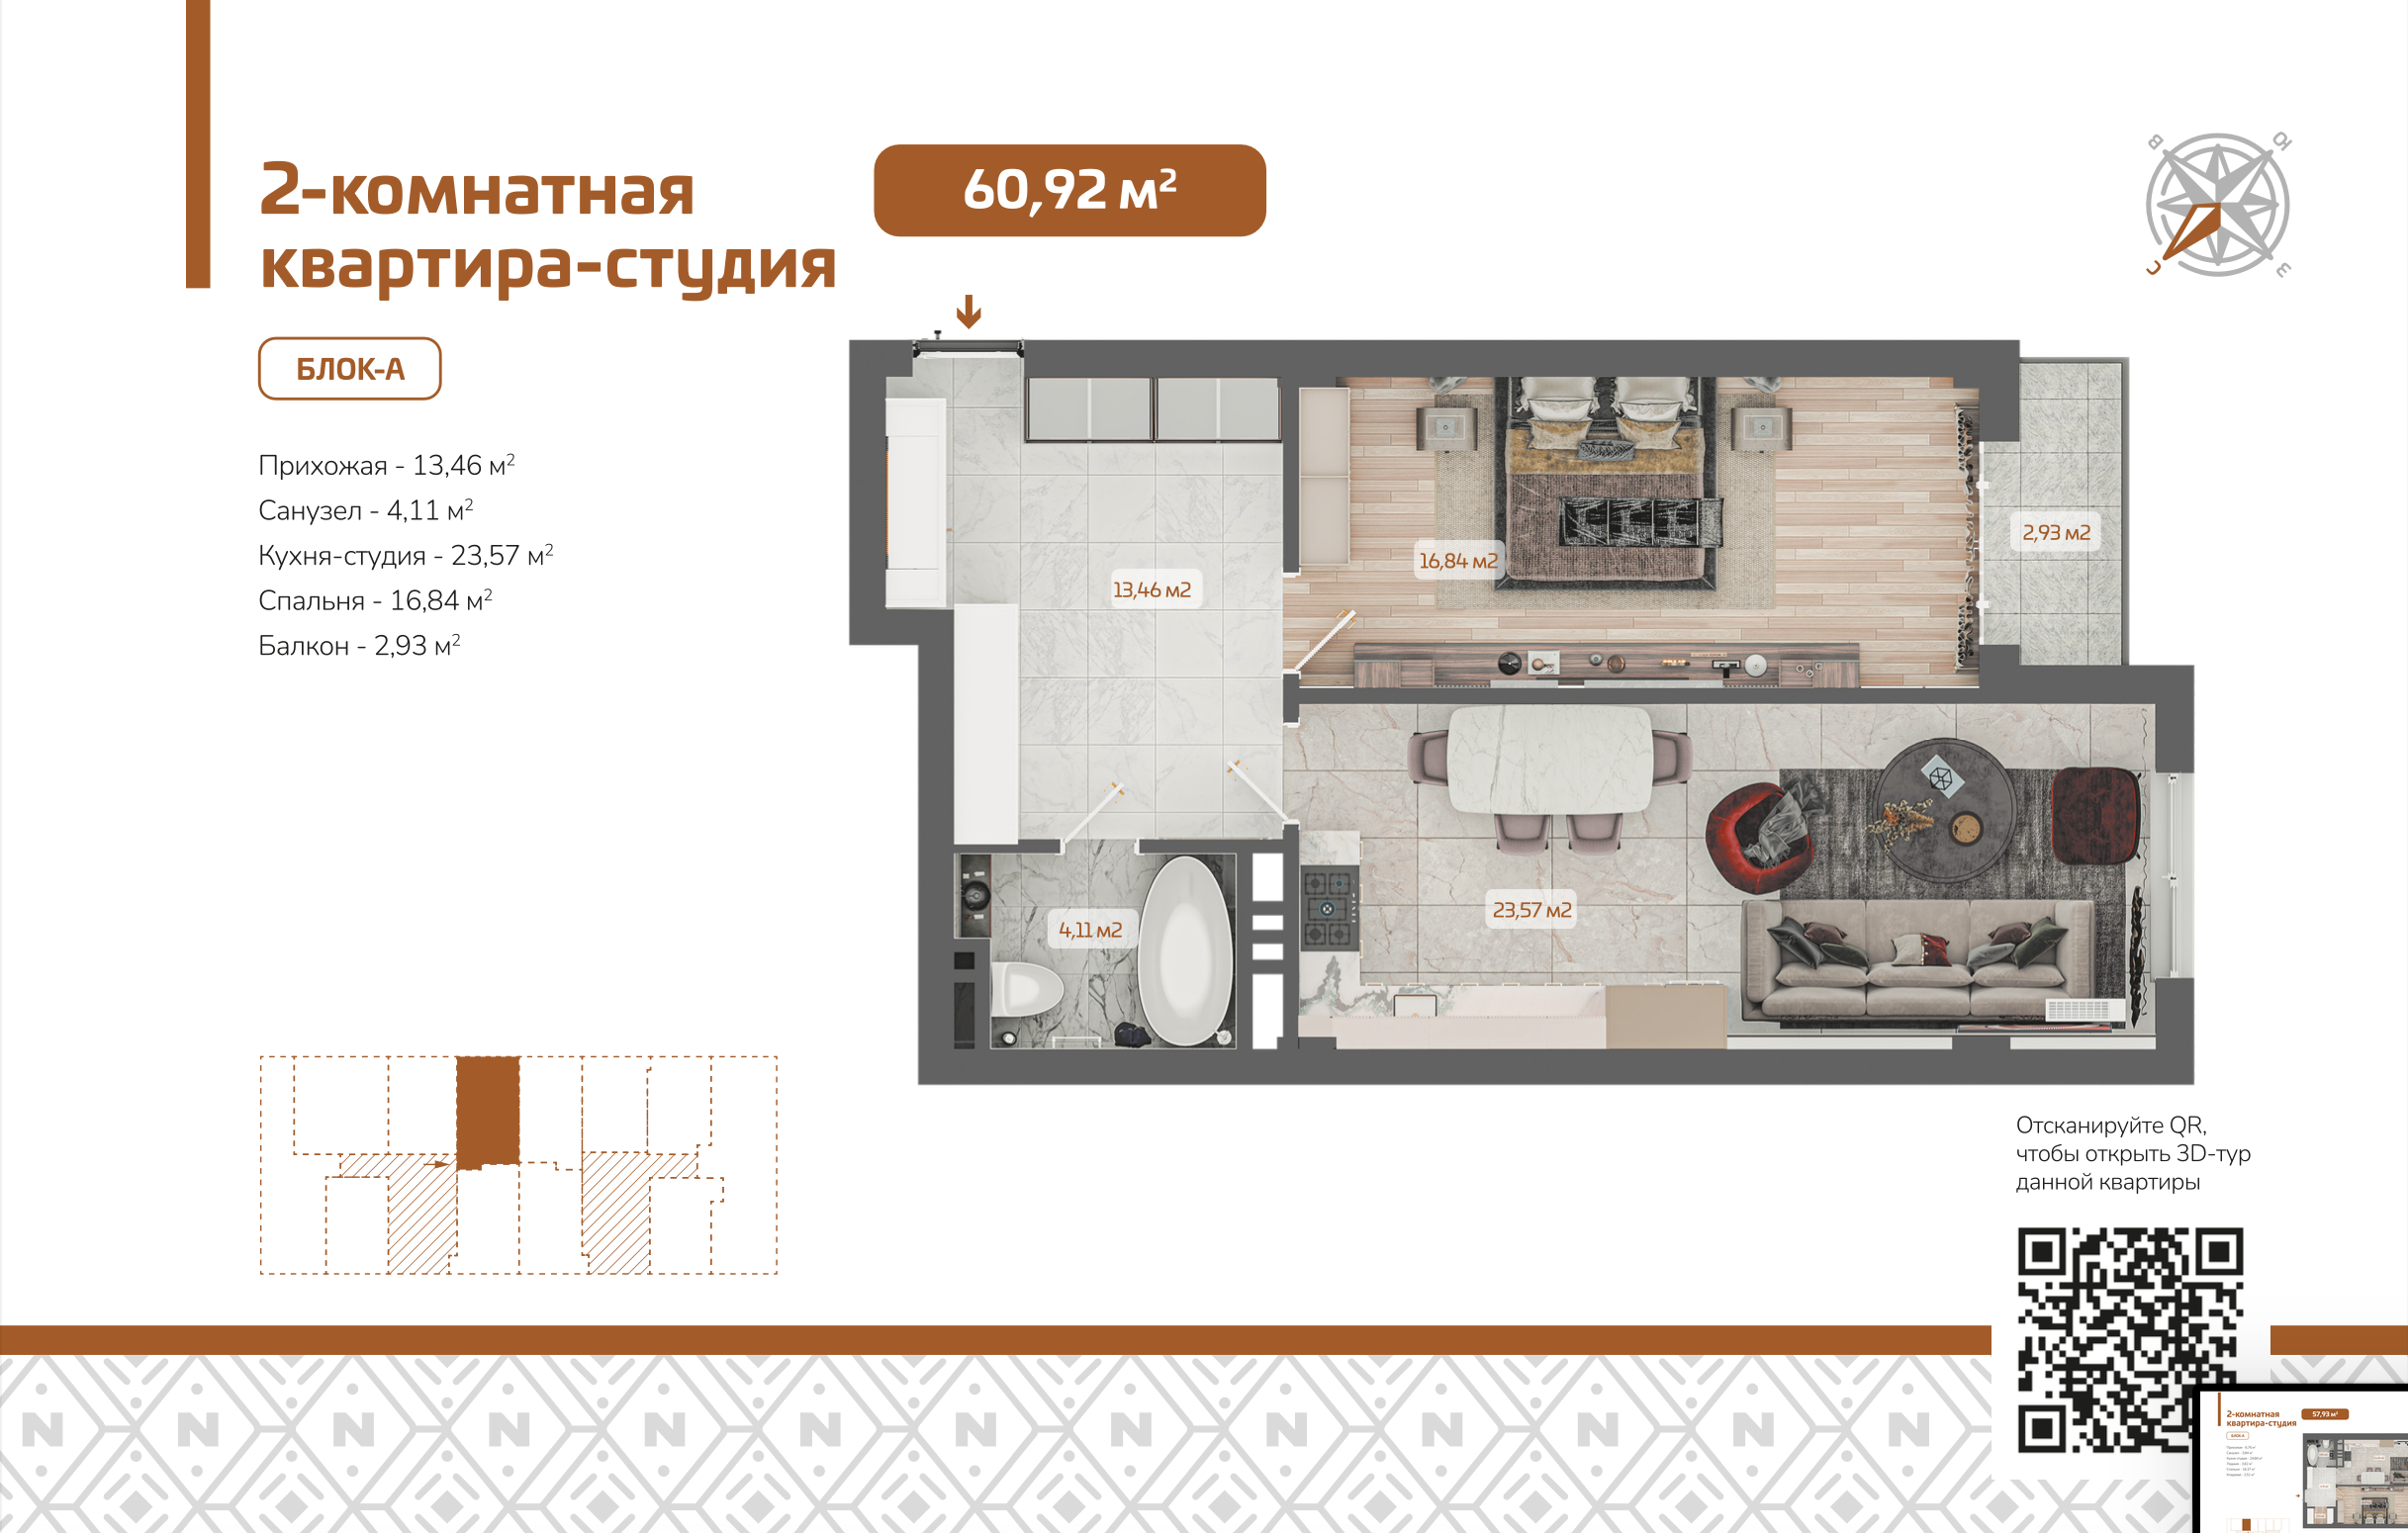 2-комнатная
квартира-студия
60,92 м²
БЛОК-А
Прихожая - 13,46 м²
Санузел - 4,11 м²
Кухня-студия - 23,57 м²
Спальня - 16,84 м²
Балкон - 2,93 м²
В
Ю
С
З
13,46 м2
16,84 м2
2,93 м2
4,11 м2
23,57 м2
Отсканируйте QR,
чтобы открыть 3D-тур
данной квартиры
N N N N N N N N N N N N N
2-комнатная
квартира-студия
57,93 м²
БЛОК-А